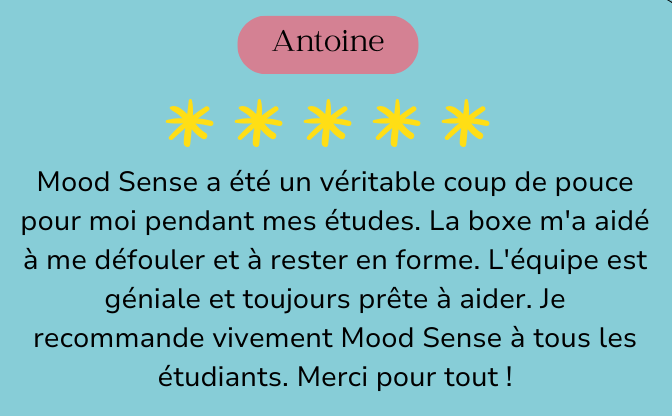 Antoine
Mood Sense a été un véritable coup de pouce
pour moi pendant mes études. La boxe m'a aidé
à me défouler et à rester en forme. L'équipe est
géniale et toujours prête à aider. Je
recommande vivement Mood Sense à tous les
étudiants. Merci pour tout !